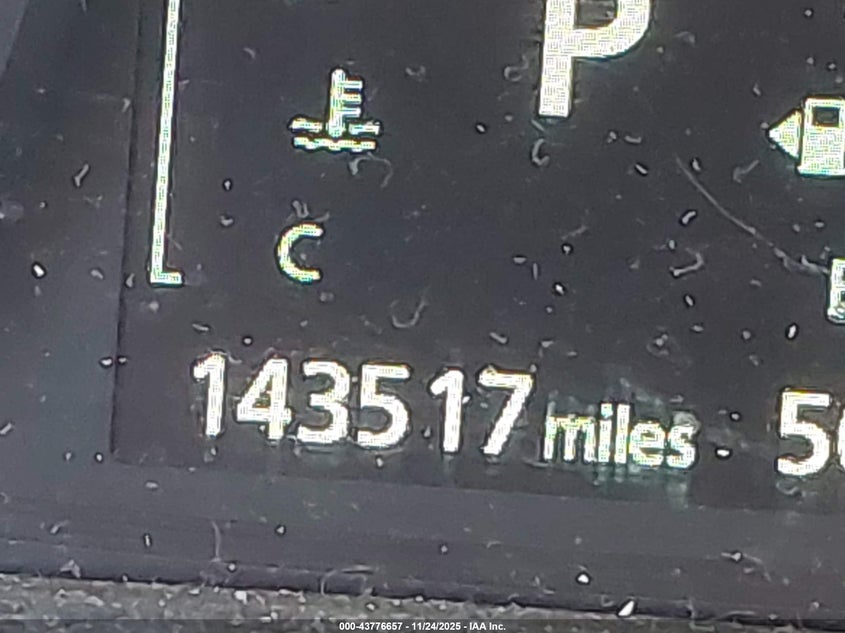 P
C
143517 miles
000-43776657 - 11/24/2025 - IAA Inc.